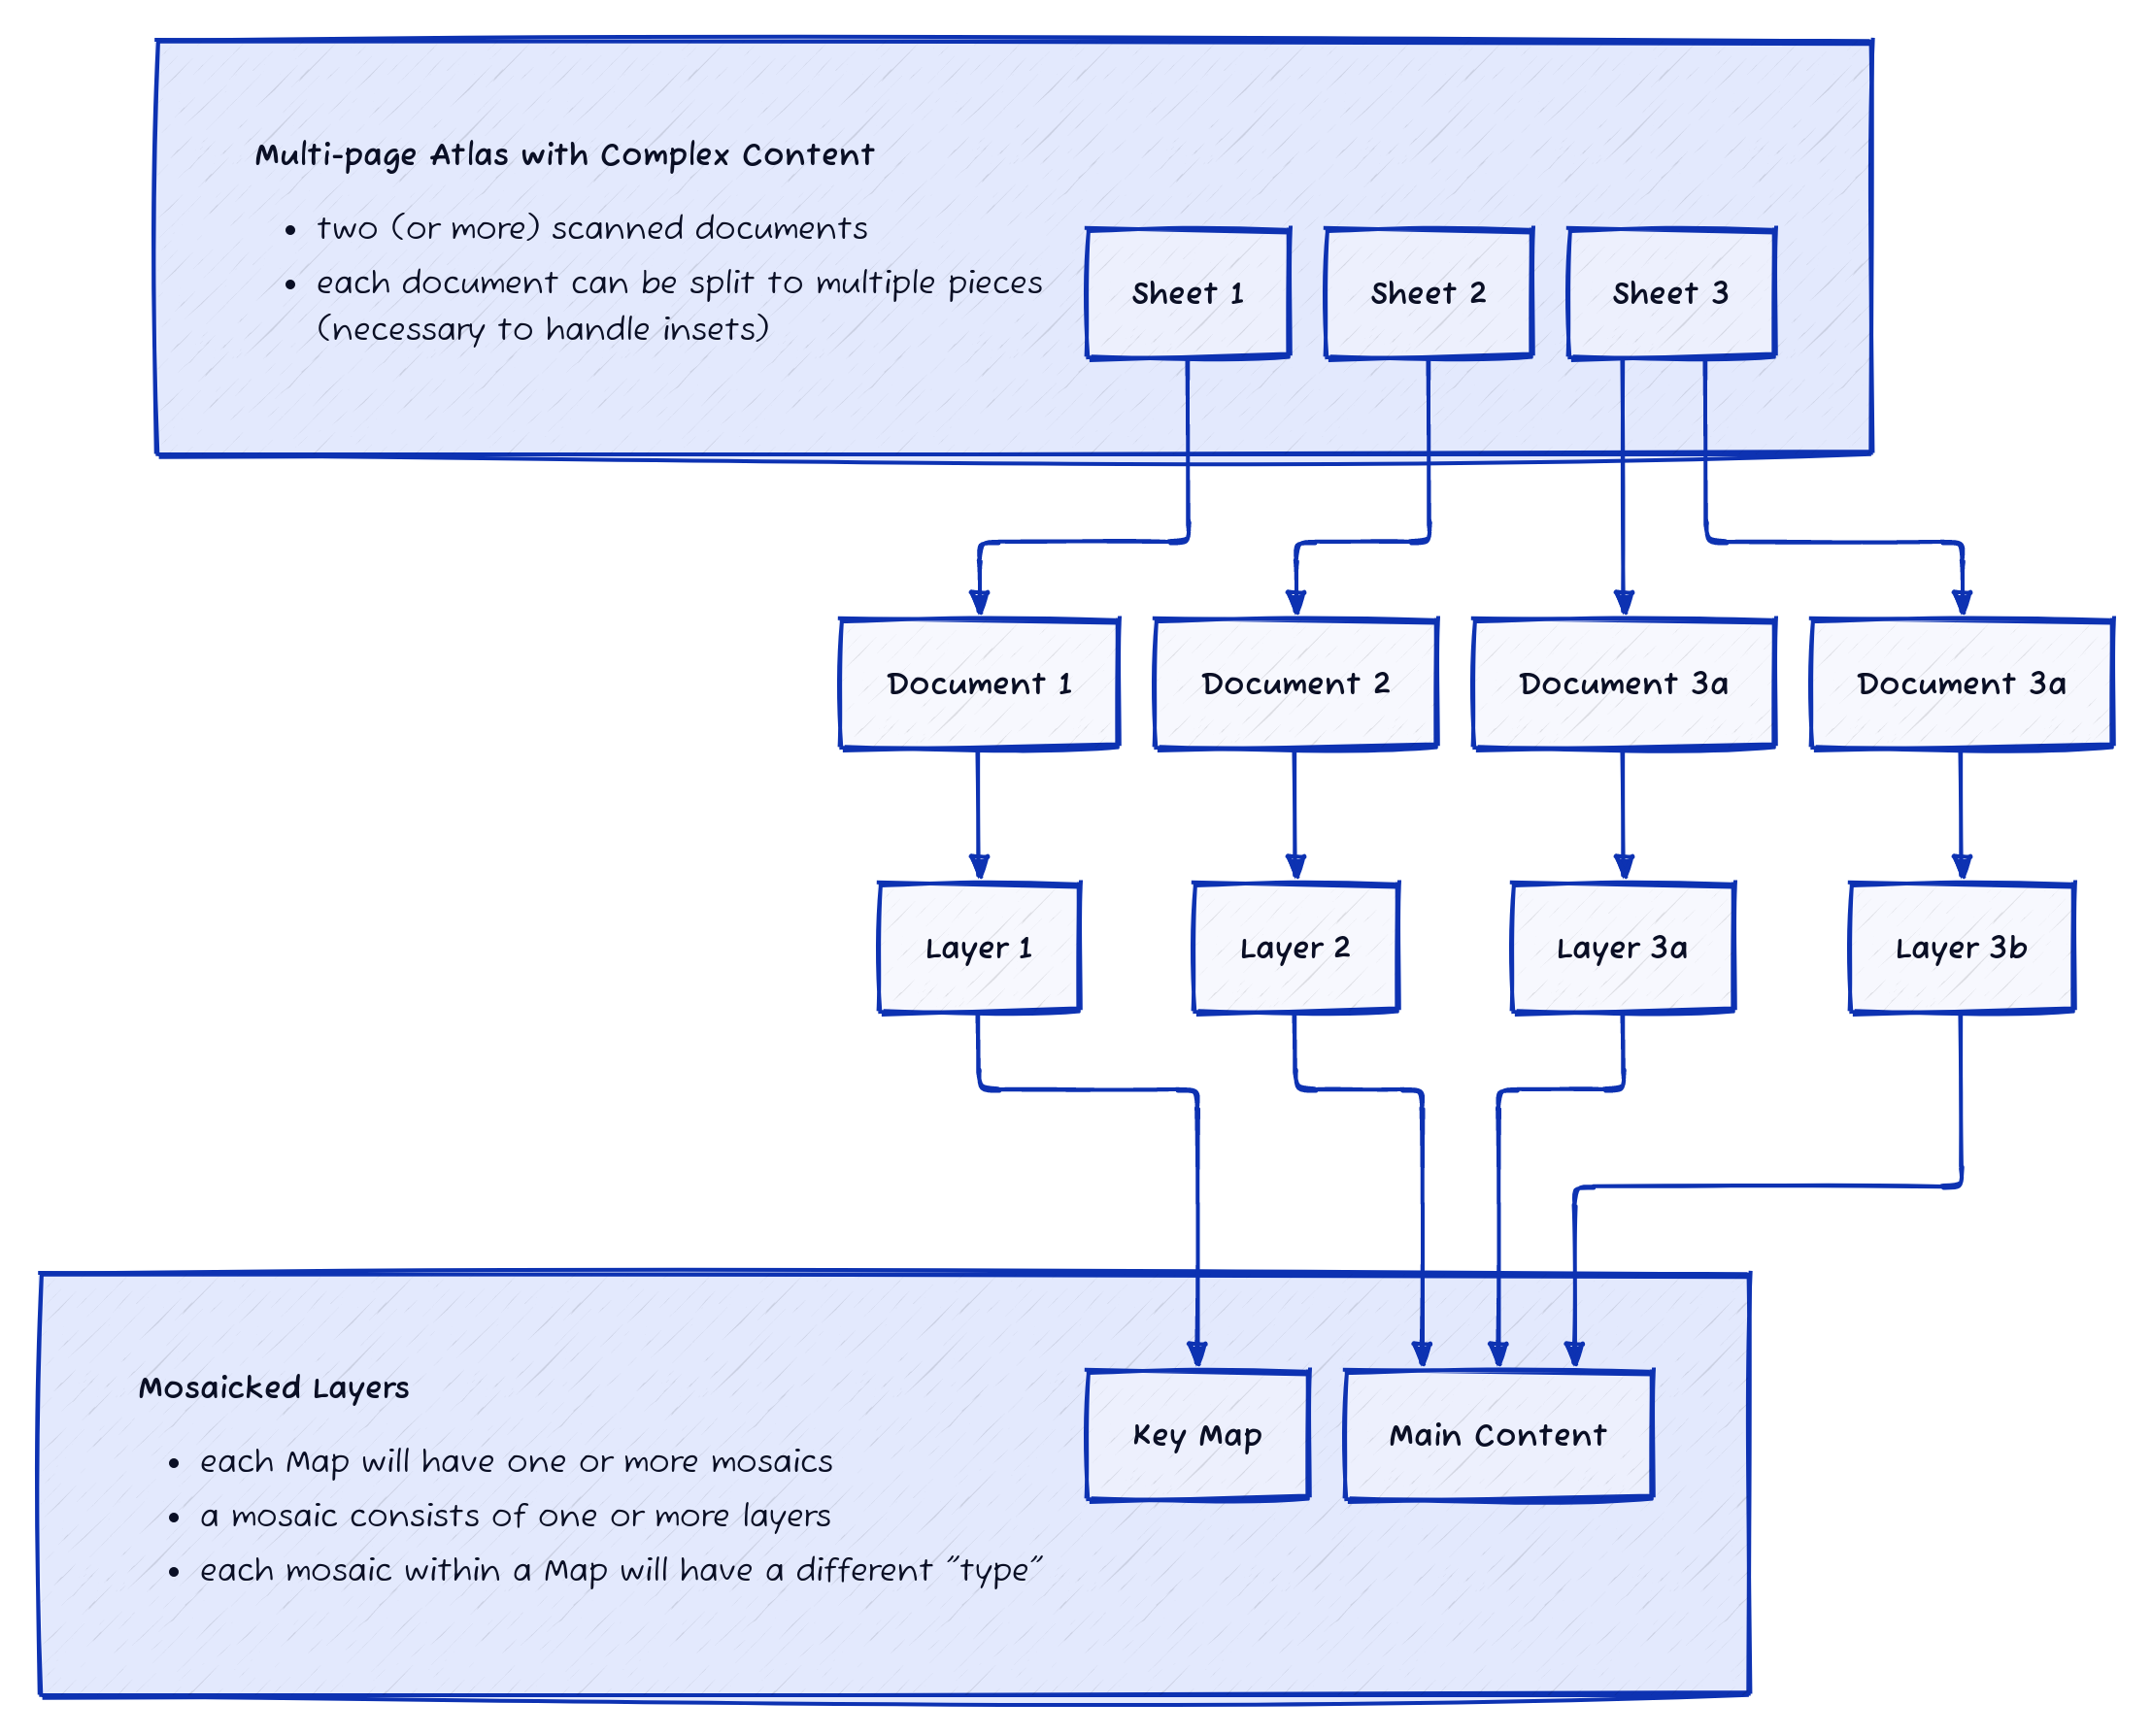 Multi-page Atlas with Complex Content
• two (or more) scanned documents
• each document can be split to multiple pieces
(necessary to handle insets)
Sheet 1
Sheet 2
Sheet 3
Document 1
Document 2
Document 3a
Document 3a
Layer 1
Layer 2
Layer 3a
Layer 3b
Mosaicked Layers
• each Map will have one or more mosaics
• a mosaic consists of one or more layers
• each mosaic within a Map will have a different "type"
Key Map
Main Content